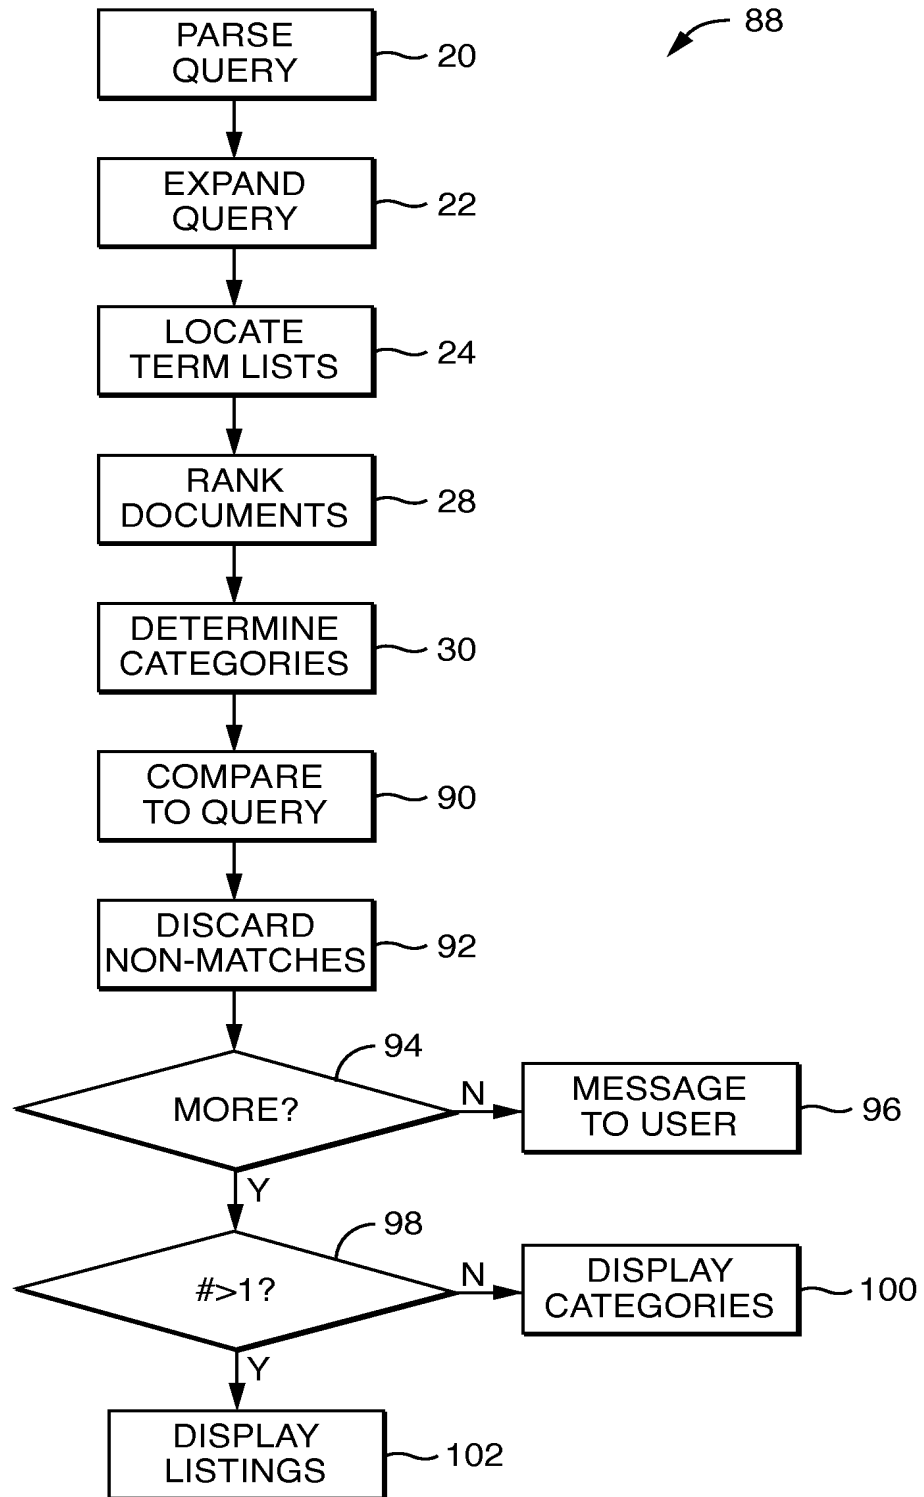 88
PARSE
QUERY
20
EXPAND
QUERY
22
LOCATE
TERM LISTS
24
RANK
DOCUMENTS
28
DETERMINE
CATEGORIES
30
COMPARE
TO QUERY
90
DISCARD
NON-MATCHES
92
94
MORE?
N
MESSAGE
TO USER
96
Y
98
#>1?
N
DISPLAY
CATEGORIES
100
Y
DISPLAY
LISTINGS
102